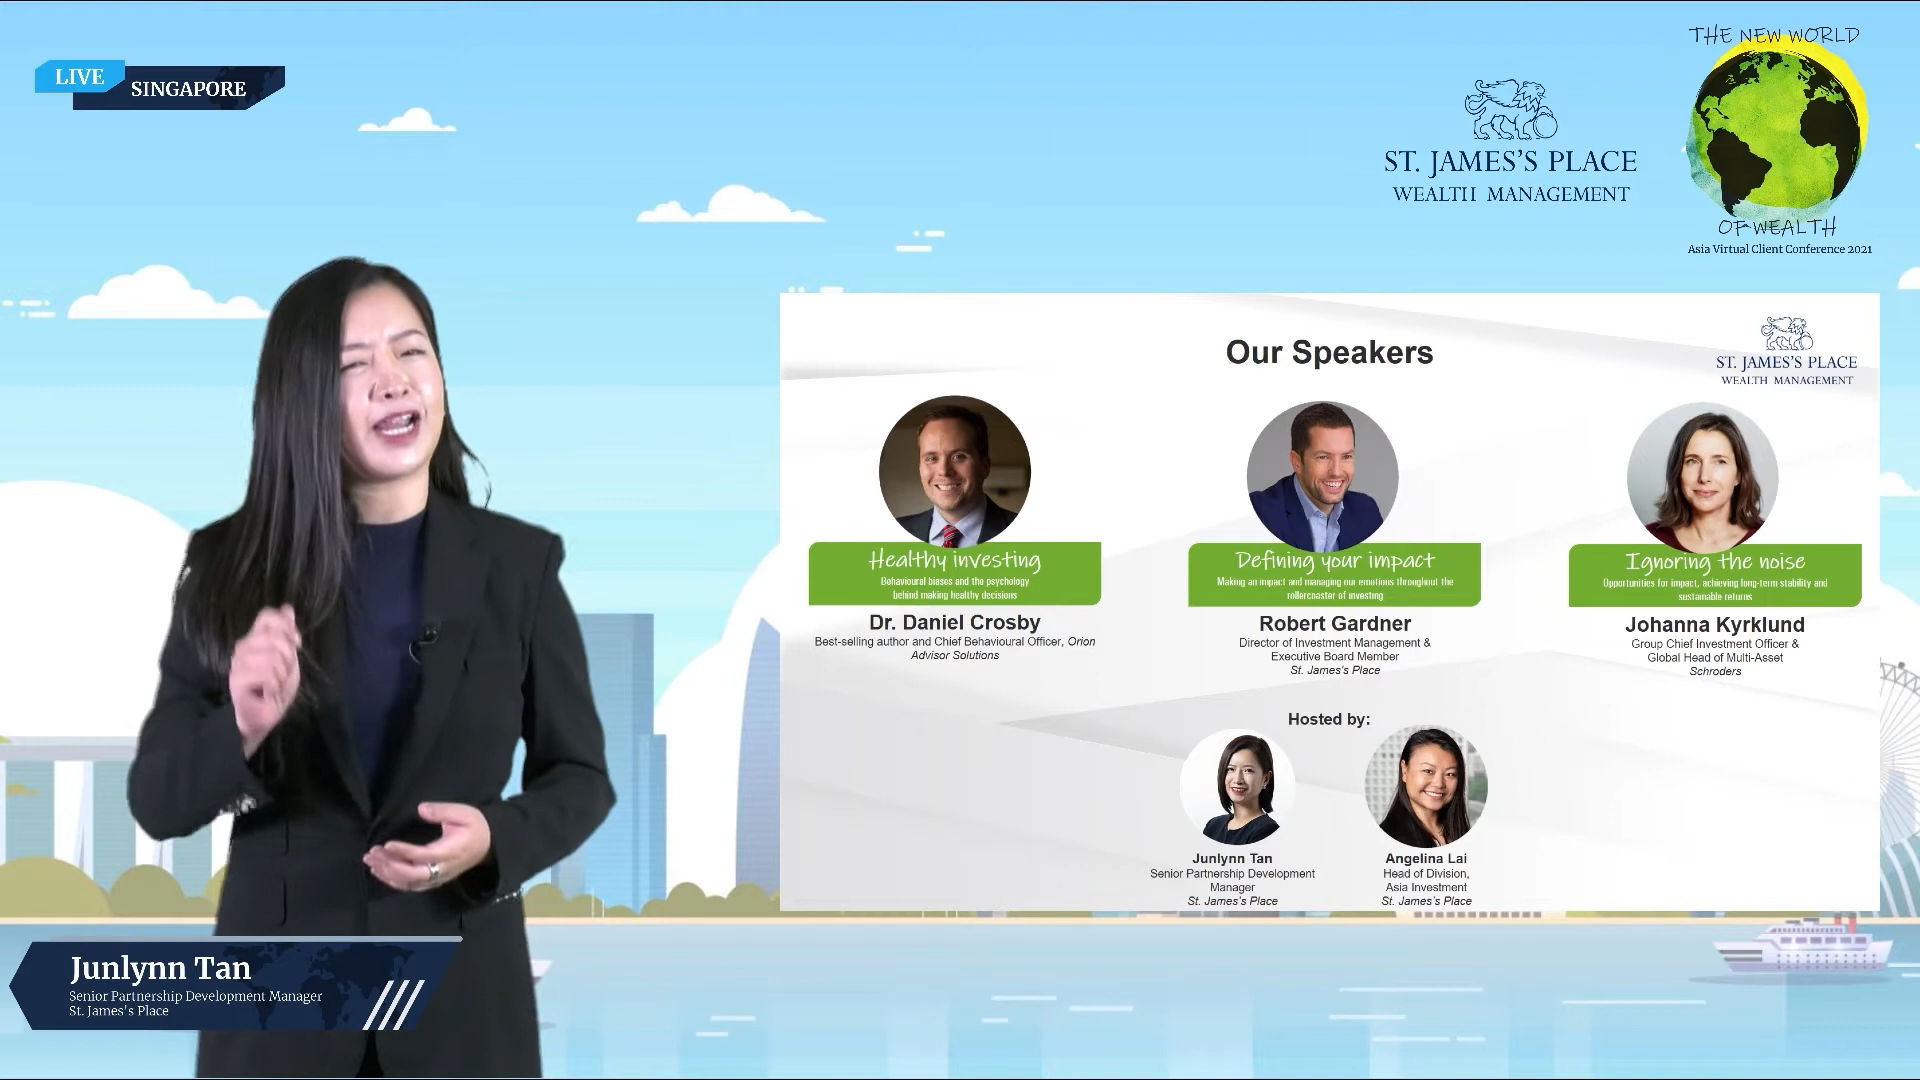 LIVE
SINGAPORE
THE NEW WORLD
OF WEALTH
Asia Virtual Client Conference 2021
ST. JAMES'S PLACE
WEALTH MANAGEMENT
Our Speakers
ST. JAMES'S PLACE
WEALTH MANAGEMENT
Healthy investing
Behavioural biases and the psychology
behind making healthy decisions
Dr. Daniel Crosby
Best-selling author and Chief Behavioural Officer, Orion
Advisor Solutions
Defining your impact
Making an impact and managing our emotions throughout the
rollercoaster of investing
Robert Gardner
Director of Investment Management &
Executive Board Member
St. James's Place
Ignoring the noise
Opportunities for impact, achieving long-term stability and
sustainable returns
Johanna Kyrklund
Group Chief Investment Officer &
Global Head of Multi-Asset
Schroders
Hosted by:
Junlynn Tan
Senior Partnership Development
Manager
St. James's Place
Angelina Lai
Head of Division,
Asia Investment
St. James's Place
Junlynn Tan
Senior Partnership Development Manager
St. James's Place